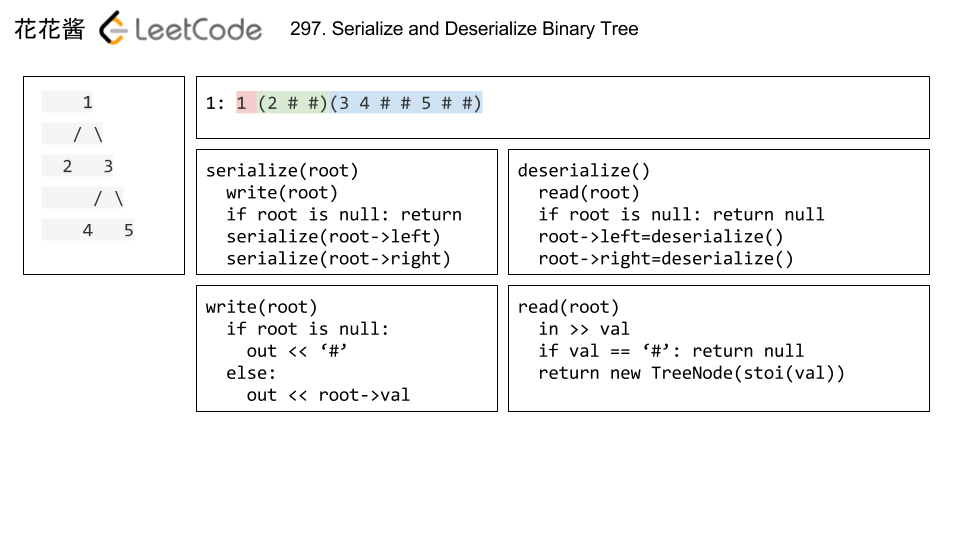 花花酱 LeetCode 297. Serialize and Deserialize Binary Tree
1
/ \
2 3
/ \
4 5
1: 1 (2 # #)(3 4 # # 5 # #)
serialize(root)
write(root)
if root is null: return
serialize(root->left)
serialize(root->right)
deserialize()
read(root)
if root is null: return null
root->left=deserialize()
root->right=deserialize()
write(root)
if root is null:
out << ‘#’
else:
out << root->val
read(root)
in >> val
if val == ‘#’: return null
return new TreeNode(stoi(val))